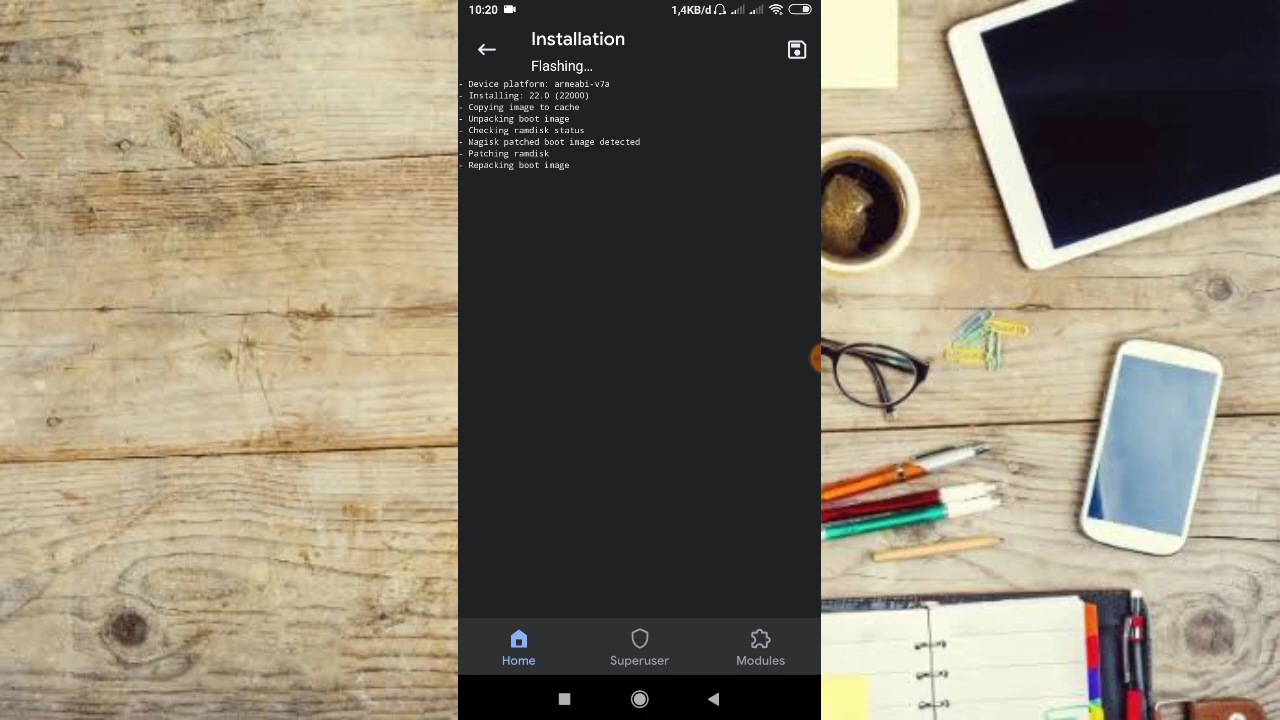 10:20 1,4KB/d
Installation
Flashing...
- Device platform: armeabi-v7a
- Installing: 22.0 (22000)
- Copying image to cache
- Unpacking boot image
- Checking ramdisk status
- Magisk patched boot image detected
- Patching ramdisk
- Repacking boot image
Home Superuser Modules